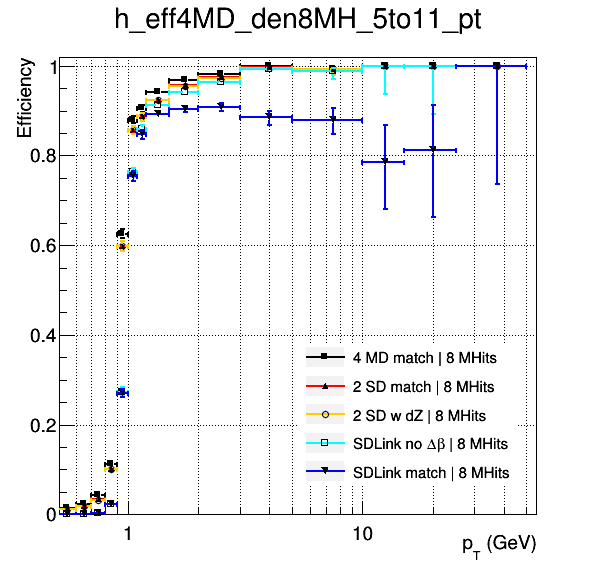 h_eff4MD_den8MH_5to11_pt
Efficiency
1
0.8
0.6
0.4
0.2
0
4 MD match | 8 MHits
2 SD match | 8 MHits
2 SD w dZ | 8 MHits
SDLink no Δβ | 8 MHits
SDLink match | 8 MHits
1
10
p_T (GeV)